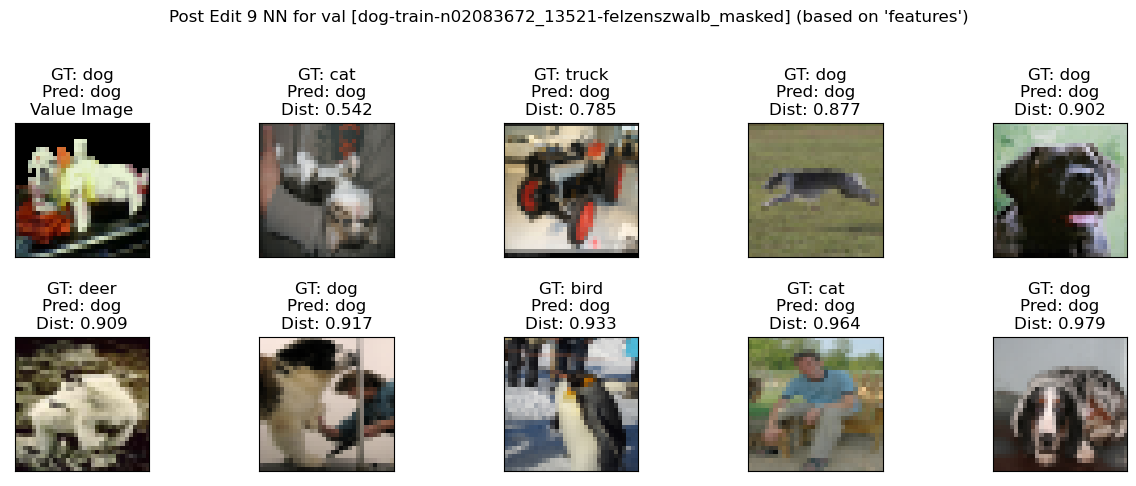 Post Edit 9 NN for val [dog-train-n02083672_13521-felzenszwalb_masked] (based on 'features')
GT: dog
Pred: dog
Value Image
GT: cat
Pred: dog
Dist: 0.542
GT: truck
Pred: dog
Dist: 0.785
GT: dog
Pred: dog
Dist: 0.877
GT: dog
Pred: dog
Dist: 0.902
GT: deer
Pred: dog
Dist: 0.909
GT: dog
Pred: dog
Dist: 0.917
GT: bird
Pred: dog
Dist: 0.933
GT: cat
Pred: dog
Dist: 0.964
GT: dog
Pred: dog
Dist: 0.979